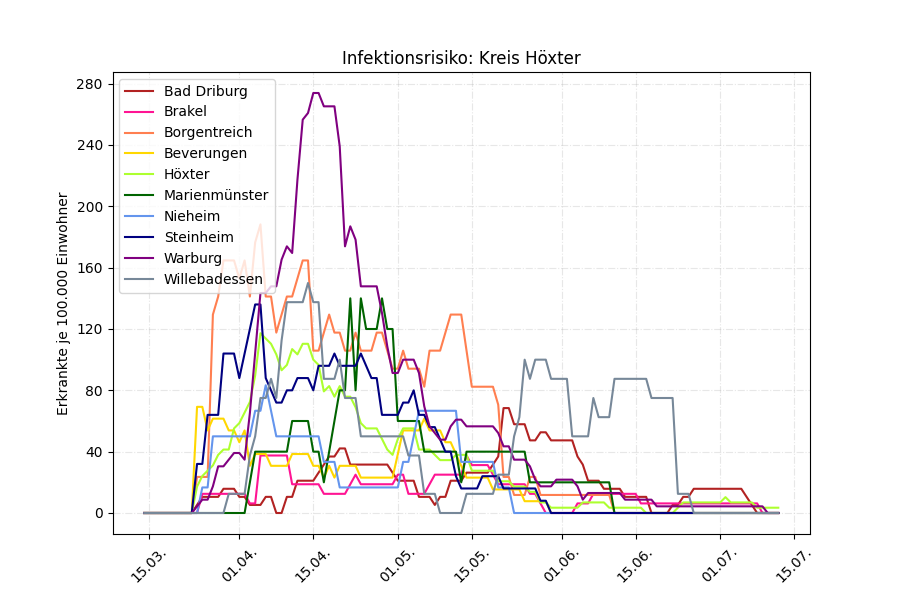 Infektionsrisiko: Kreis Höxter
Erkrankte je 100.000 Einwohner
280
240
200
160
120
80
40
0
Bad Driburg
Brakel
Borgentreich
Beverungen
Höxter
Marienmünster
Nieheim
Steinheim
Warburg
Willebadessen
15.03. 01.04. 15.04. 01.05. 15.05. 01.06. 15.06. 01.07. 15.07.